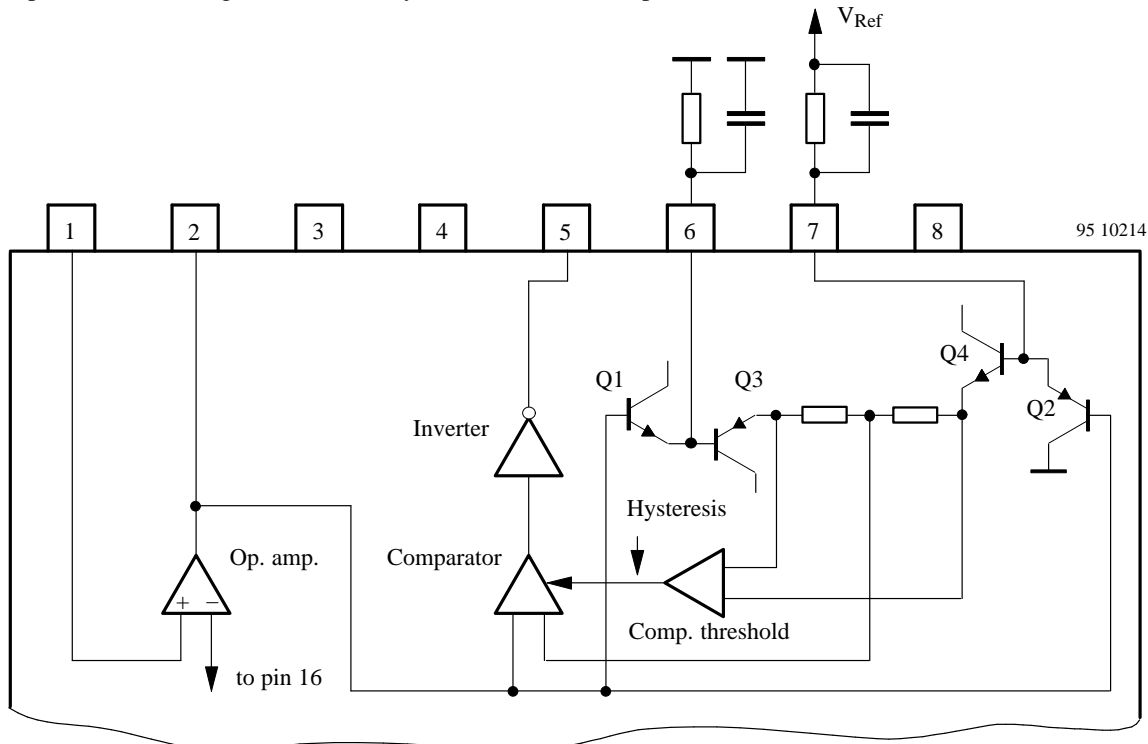 V_Ref
1 2 3 4 5 6 7 8
95 10214
Q4
Q1 Q3
Q2
Inverter
Hysteresis
Op. amp. Comparator
+ −
Comp. threshold
to pin 16